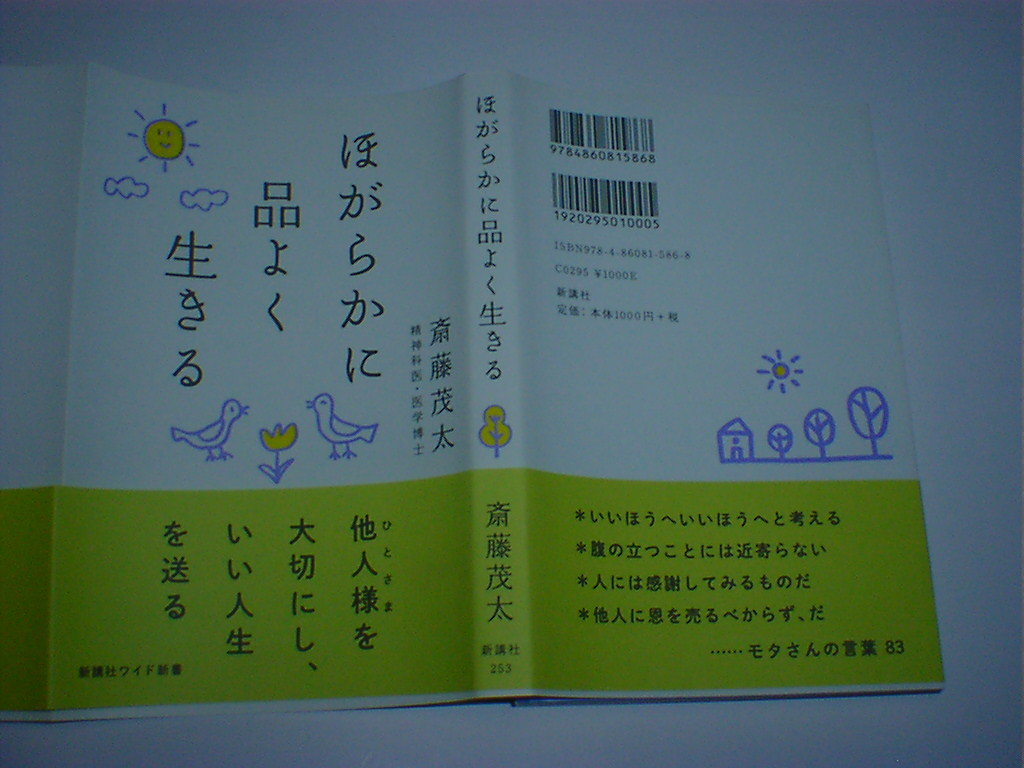 ほがらかに
品よく
生きる
斎藤茂太
精神科医・医学博士
他人様を
ひとさま
大切にし、
いい人生
を送る
新講社ワイド新書
ほがらかに品よく生きる
斎藤茂太
新講社
253
9784860815868
1920295010005
ISBN978-4-86081-586-8
C0295 ¥1000E
新講社
定価：本体1000円＋税
＊いいほうへいいほうへと考える
＊腹の立つことには近寄らない
＊人には感謝してみるものだ
＊他人に恩を売るべからず、だ
……モタさんの言葉 83